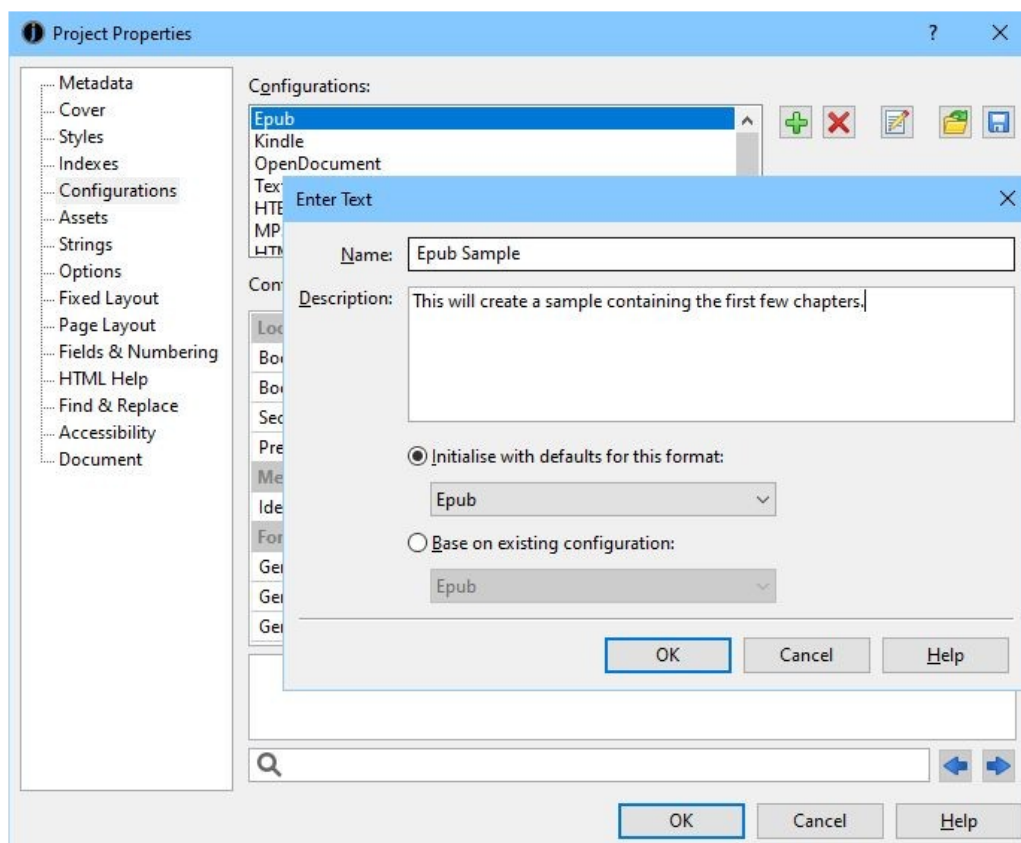 Project Properties
?
Metadata
Cover
Styles
Indexes
Configurations
Assets
Strings
Options
Fixed Layout
Page Layout
Fields & Numbering
HTML Help
Find & Replace
Accessibility
Document
Configurations:
Epub
Kindle
OpenDocument
Enter Text
Name: Epub Sample
Description: This will create a sample containing the first few chapters.
Initialise with defaults for this format:
Epub
Base on existing configuration:
Epub
OK Cancel Help
OK Cancel Help